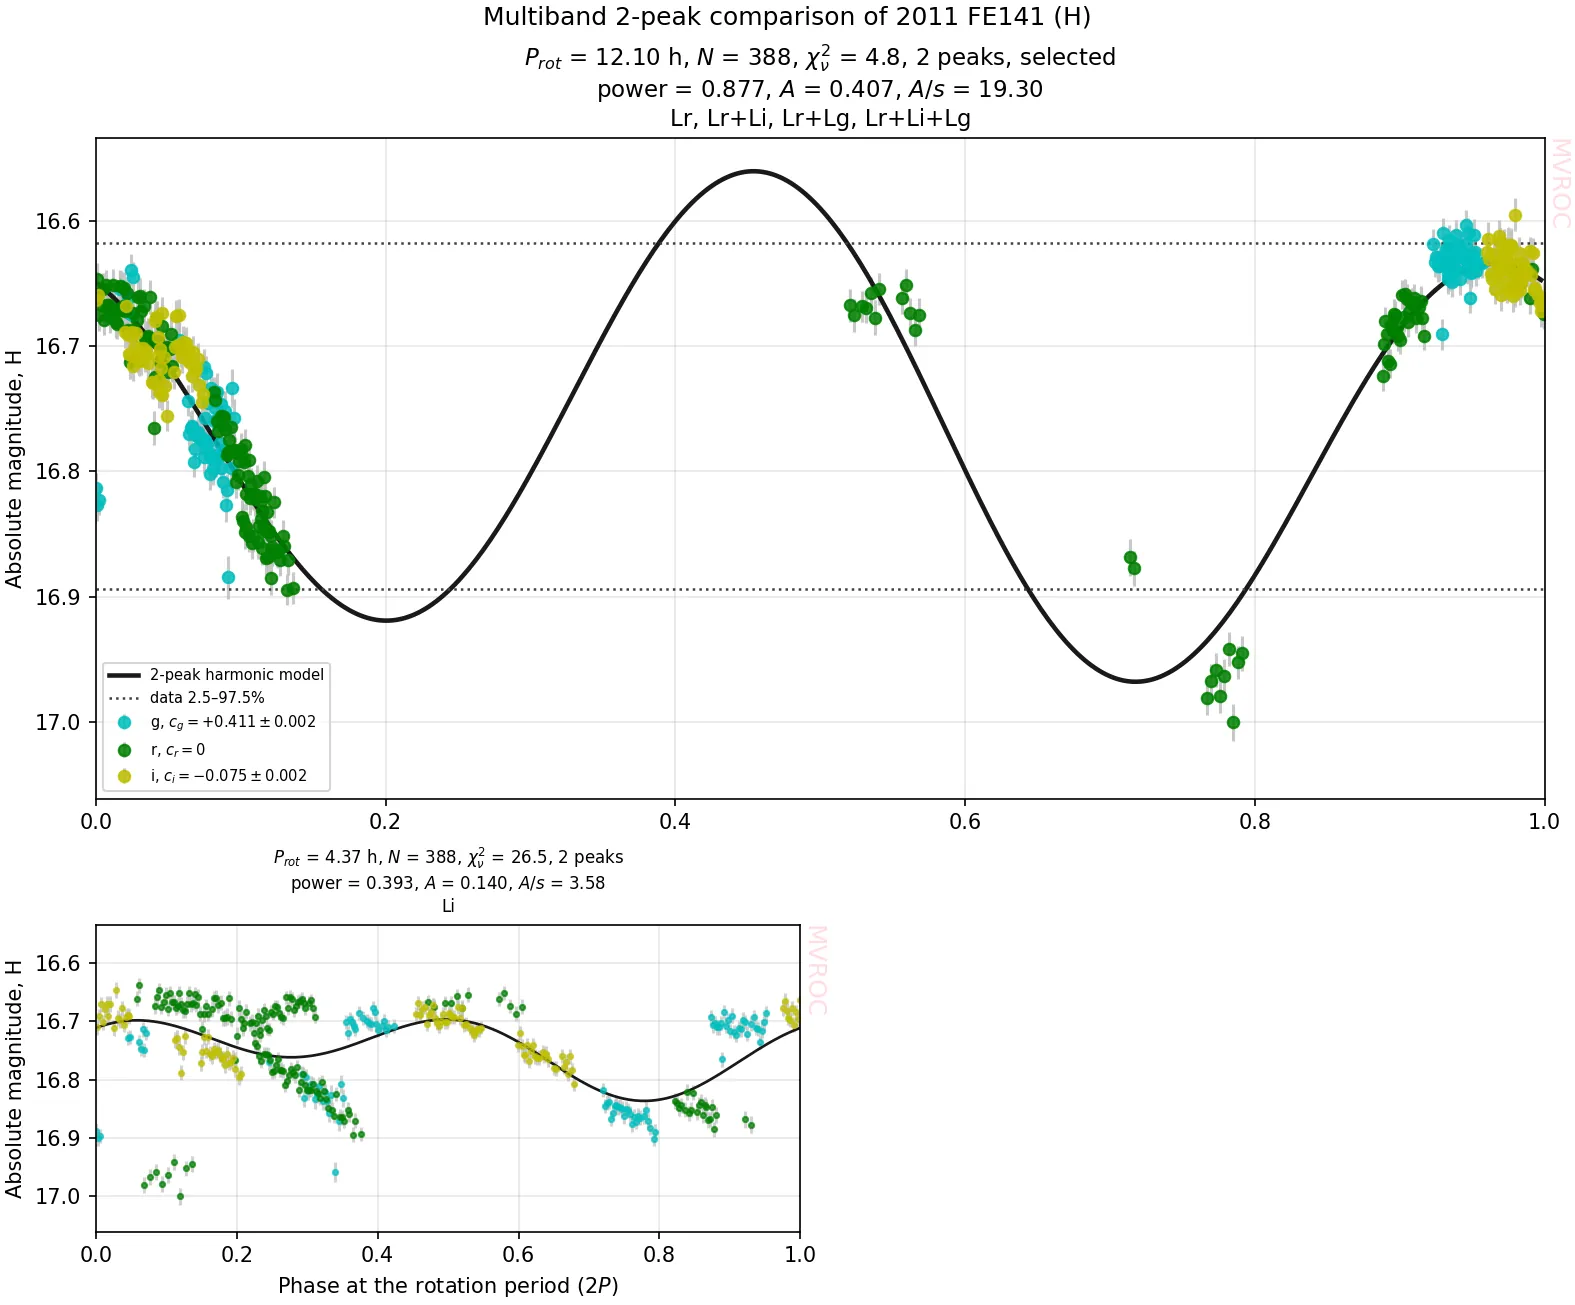 Multiband 2-peak comparison of 2011 FE141 (H)
P_rot = 12.10 h, N = 388, χ²_ν = 4.8, 2 peaks, selected
power = 0.877, A = 0.407, A/s = 19.30
Lr, Lr+Li, Lr+Lg, Lr+Li+Lg
MVROC
Absolute magnitude, H
16.6
16.7
16.8
16.9
17.0
2-peak harmonic model
data 2.5–97.5%
g, c_g = +0.411 ± 0.002
r, c_r = 0
i, c_i = −0.075 ± 0.002
0.0 0.2 0.4 0.6 0.8 1.0
P_rot = 4.37 h, N = 388, χ²_ν = 26.5, 2 peaks
power = 0.393, A = 0.140, A/s = 3.58
Li
MVROC
Absolute magnitude, H
16.6
16.7
16.8
16.9
17.0
0.0 0.2 0.4 0.6 0.8 1.0
Phase at the rotation period (2P)